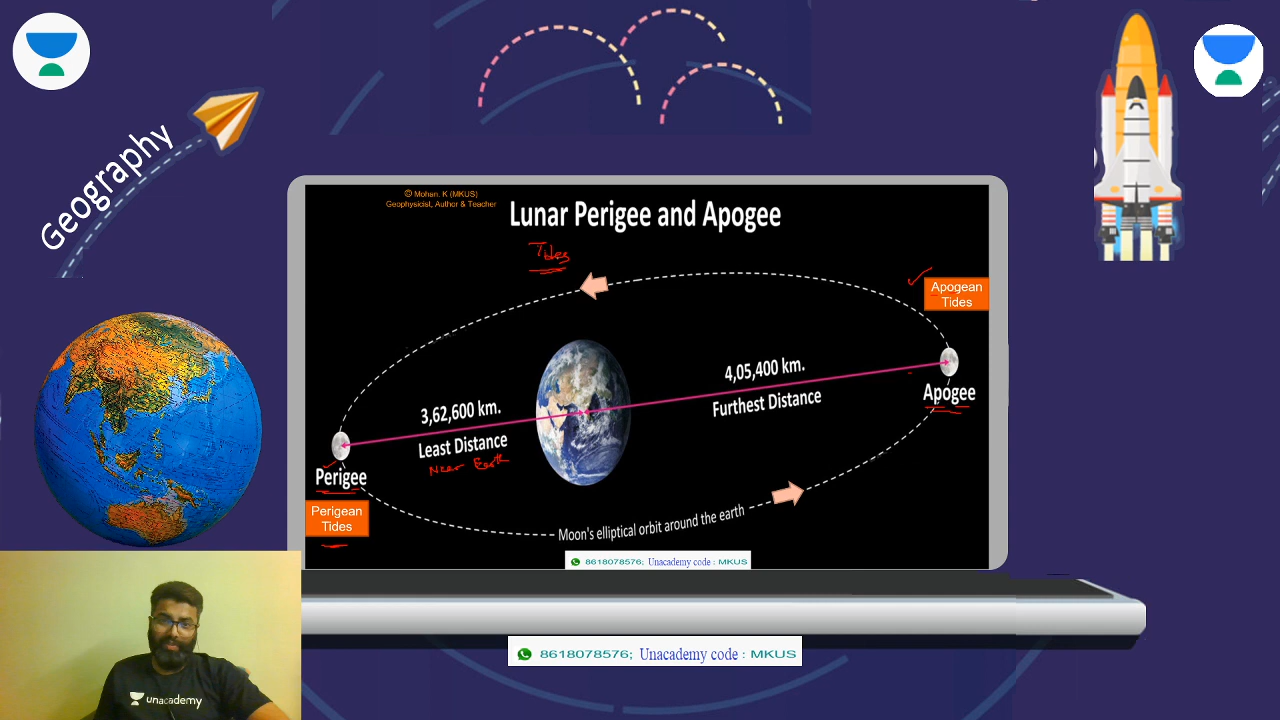 Geography
© Mohan. K (MKUS)
Geophysicist, Author & Teacher
Lunar Perigee and Apogee
Tides
Apogean
Tides
4,05,400 km.
Furthest Distance
Apogee
3,62,600 km.
Least Distance
Near Earth
Perigee
Perigean
Tides
Moon's elliptical orbit around the earth
8618078576; Unacademy code : MKUS
8618078576; Unacademy code : MKUS
unacademy